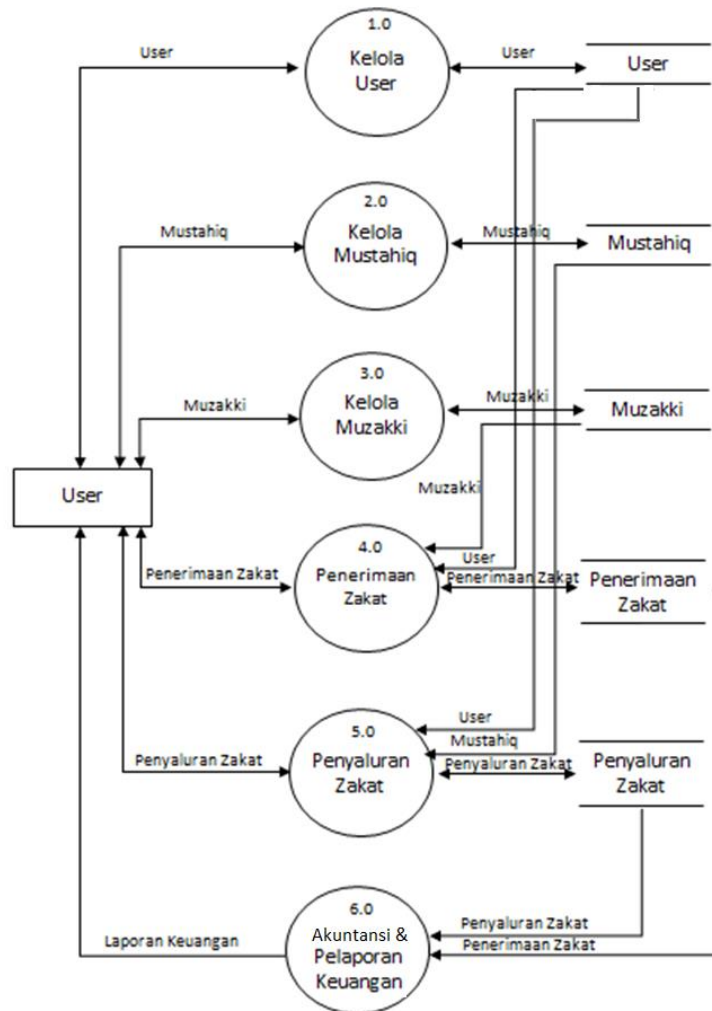 1.0
Kelola
User
User
User
User
2.0
Kelola
Mustahiq
Mustahiq
Mustahiq
Mustahiq
3.0
Kelola
Muzakki
Muzakki
Muzakki
Muzakki
Muzakki
User
4.0
Penerimaan
Zakat
Penerimaan Zakat
User
Penerimaan Zakat
Penerimaan
Zakat
5.0
Penyaluran
Zakat
Penyaluran Zakat
User
Mustahiq
Penyaluran Zakat
Penyaluran
Zakat
6.0
Akuntansi &
Pelaporan
Keuangan
Laporan Keuangan
Penyaluran Zakat
Penerimaan Zakat